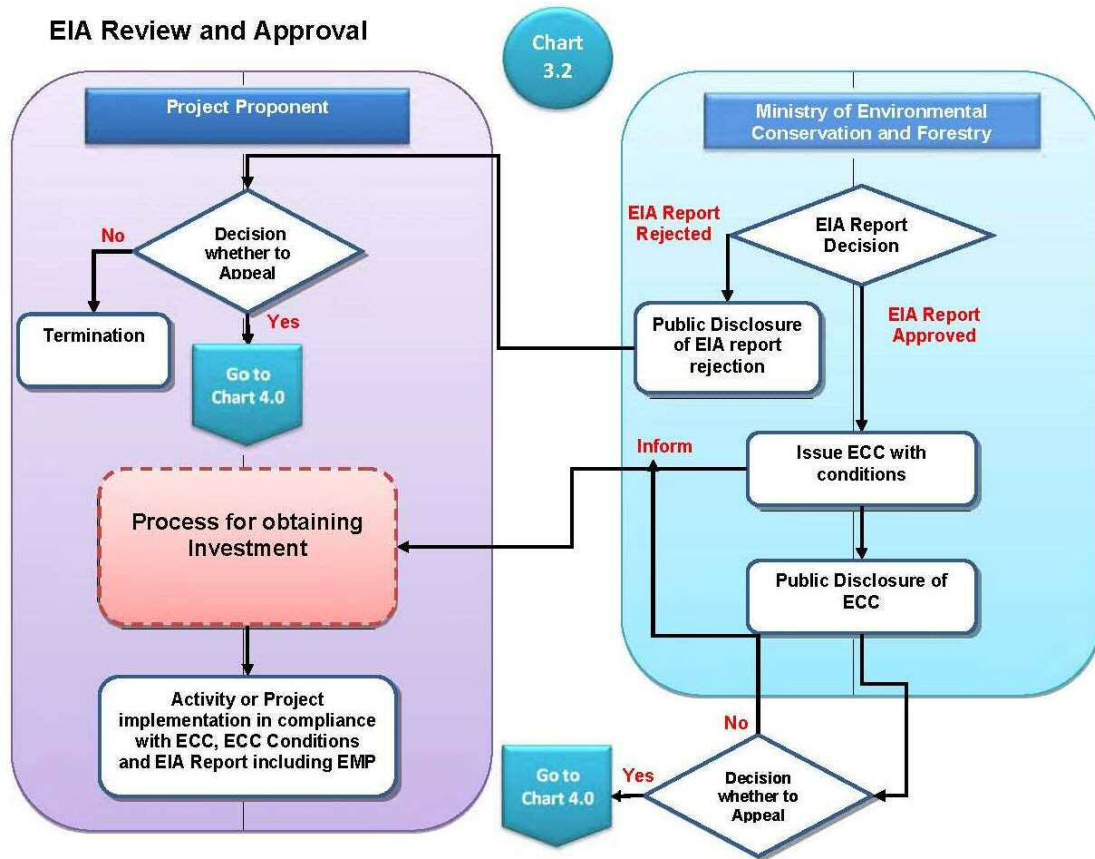 EIA Review and Approval
Chart
3.2
Project Proponent
Ministry of Environmental
Conservation and Forestry
No
Decision
whether to
Appeal
EIA Report
Rejected
EIA Report
Decision
Termination
Yes
Public Disclosure
of EIA report
rejection
EIA Report
Approved
Go to
Chart 4.0
Inform
Issue ECC with
conditions
Process for obtaining
Investment
Public Disclosure of
ECC
Activity or Project
implementation in compliance
with ECC, ECC Conditions
and EIA Report including EMP
No
Go to
Chart 4.0
Yes
Decision
whether to
Appeal